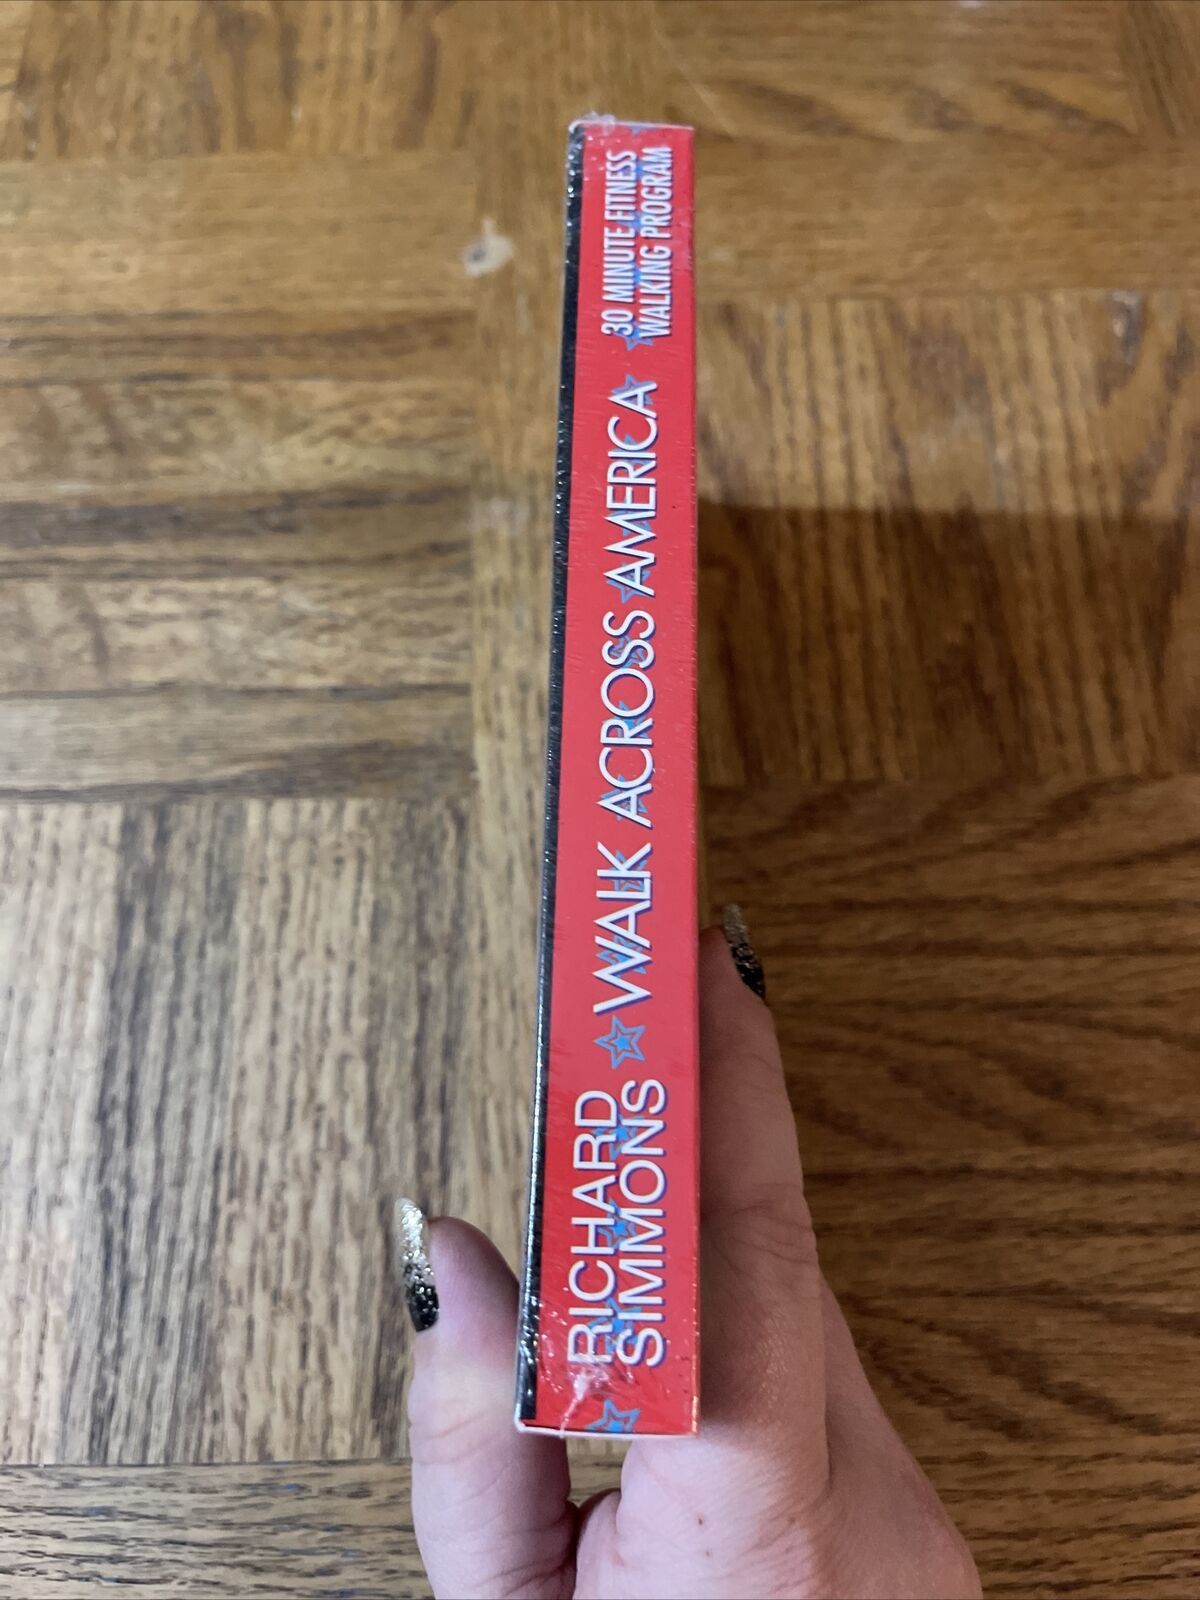 RICHARD
SIMMONS
WALK ACROSS AMERICA
30 MINUTE FITNESS
WALKING PROGRAM